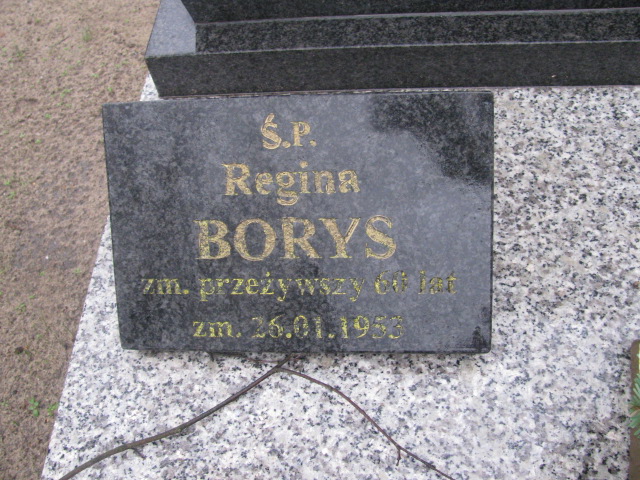 Ś.P.
Regina
BORYS
zm. przeżywszy 60 lat
zm. 26.01.1953